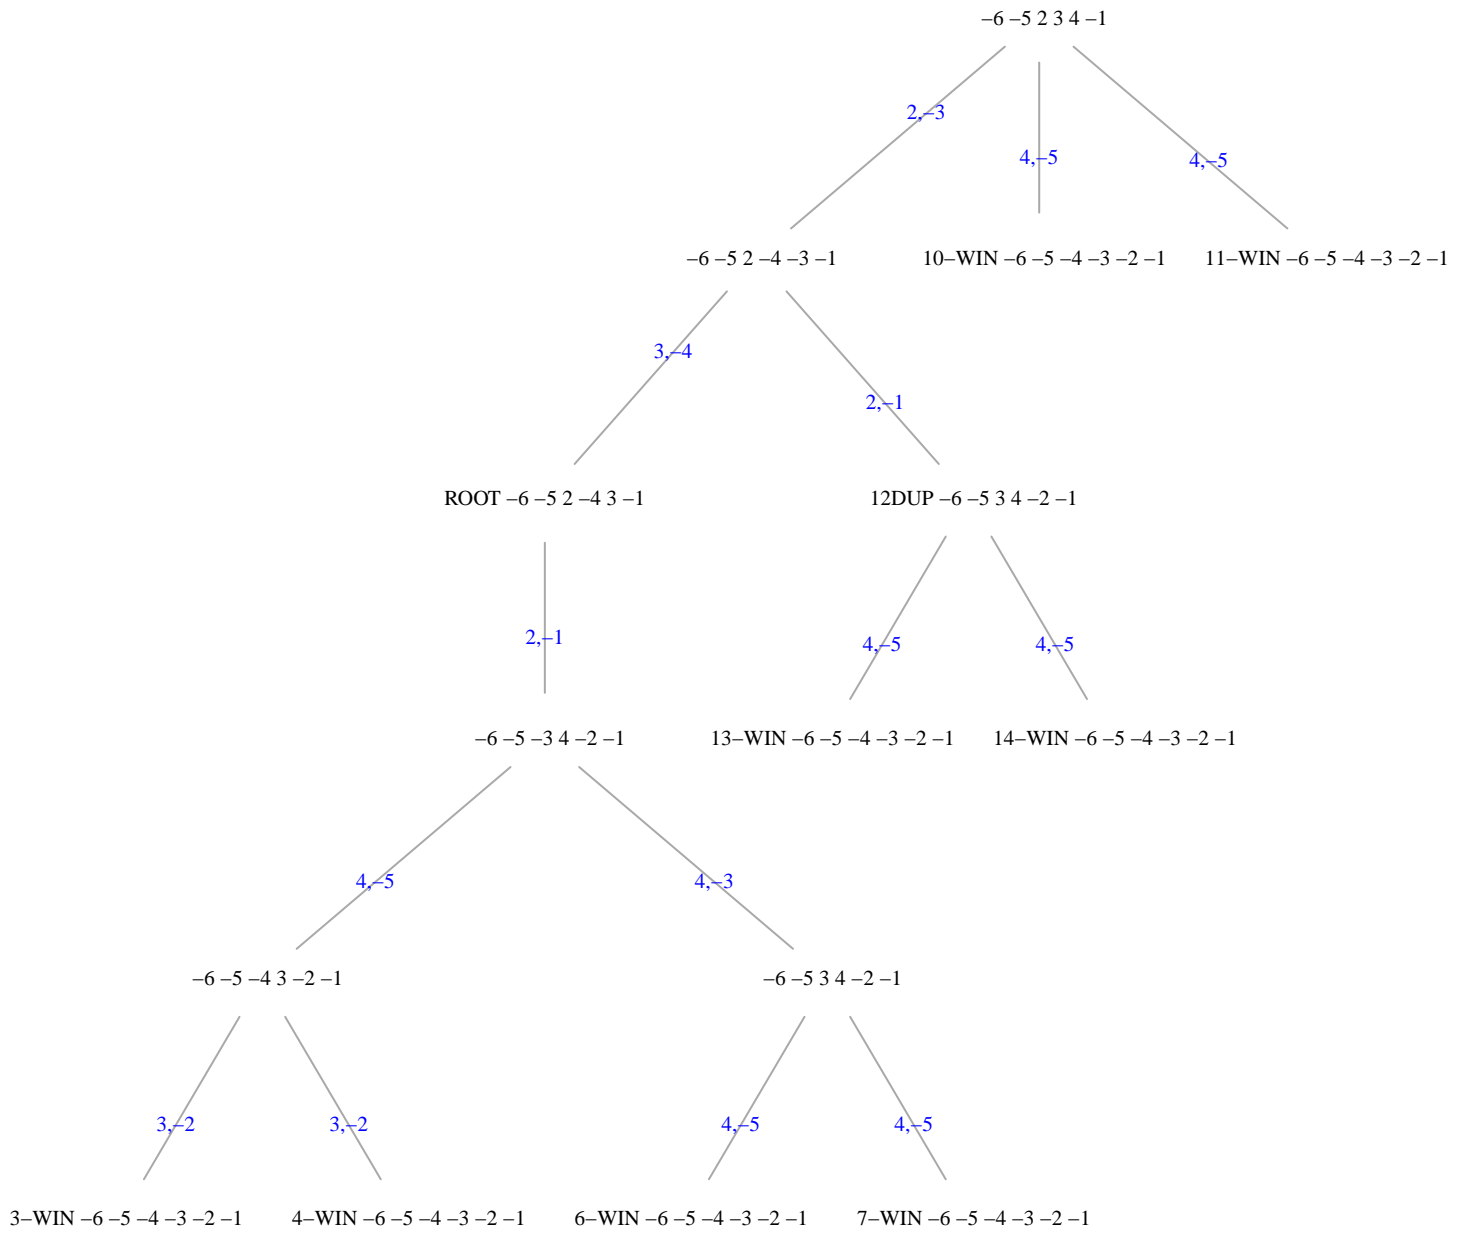 –6 –5 2 3 4 –1
2,–3
4,–5
4,–5
–6 –5 2 –4 –3 –1
10–WIN –6 –5 –4 –3 –2 –1
11–WIN –6 –5 –4 –3 –2 –1
3,–4
2,–1
ROOT –6 –5 2 –4 3 –1
12DUP –6 –5 3 4 –2 –1
2,–1
4,–5
4,–5
–6 –5 –3 4 –2 –1
13–WIN –6 –5 –4 –3 –2 –1
14–WIN –6 –5 –4 –3 –2 –1
4,–5
4,–3
–6 –5 –4 3 –2 –1
–6 –5 3 4 –2 –1
3,–2
3,–2
4,–5
4,–5
3–WIN –6 –5 –4 –3 –2 –1
4–WIN –6 –5 –4 –3 –2 –1
6–WIN –6 –5 –4 –3 –2 –1
7–WIN –6 –5 –4 –3 –2 –1